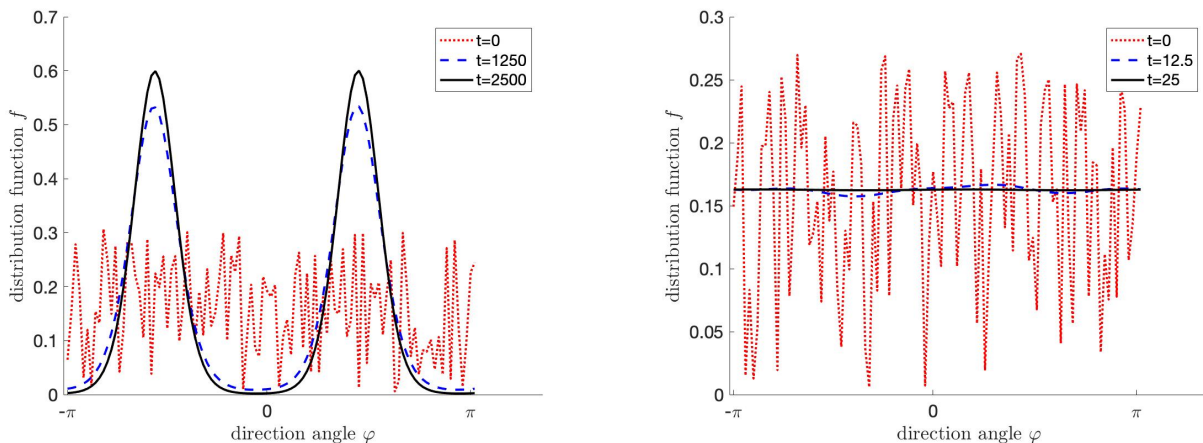 0.7
0.6
0.5
0.4
0.3
0.2
0.1
0
distribution function f
-π
0
π
direction angle φ
t=0
t=1250
t=2500
0.3
0.25
0.2
0.15
0.1
0.05
0
distribution function f
-π
0
π
direction angle φ
t=0
t=12.5
t=25